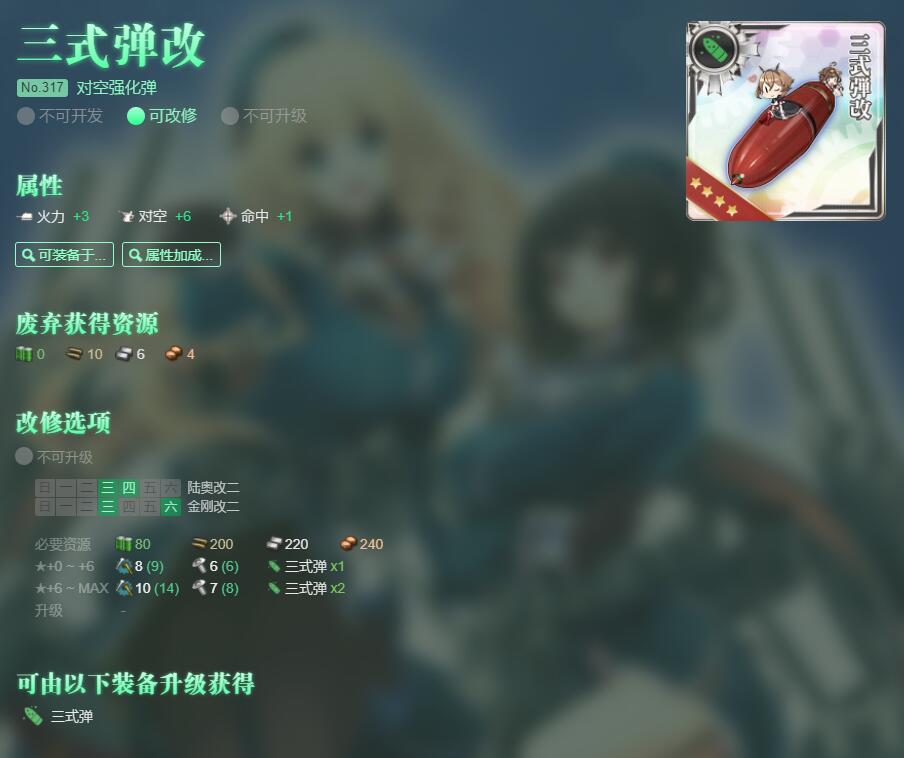 三式弹改
No.317 对空强化弹
不可开发 可改修 不可升级
三式弹改
属性
火力 +3 对空 +6 命中 +1
可装备于... 属性加成...
废弃获得资源
0 10 6 4
改修选项
不可升级
日 一 二 三 四 五 六 陆奥改二
日 一 二 三 四 五 六 金刚改二
必要资源 80 200 220 240
★+0 ~ +6 8 (9) 6 (6) 三式弹 x1
★+6 ~ MAX 10 (14) 7 (8) 三式弹 x2
升级 -
可由以下装备升级获得
三式弹